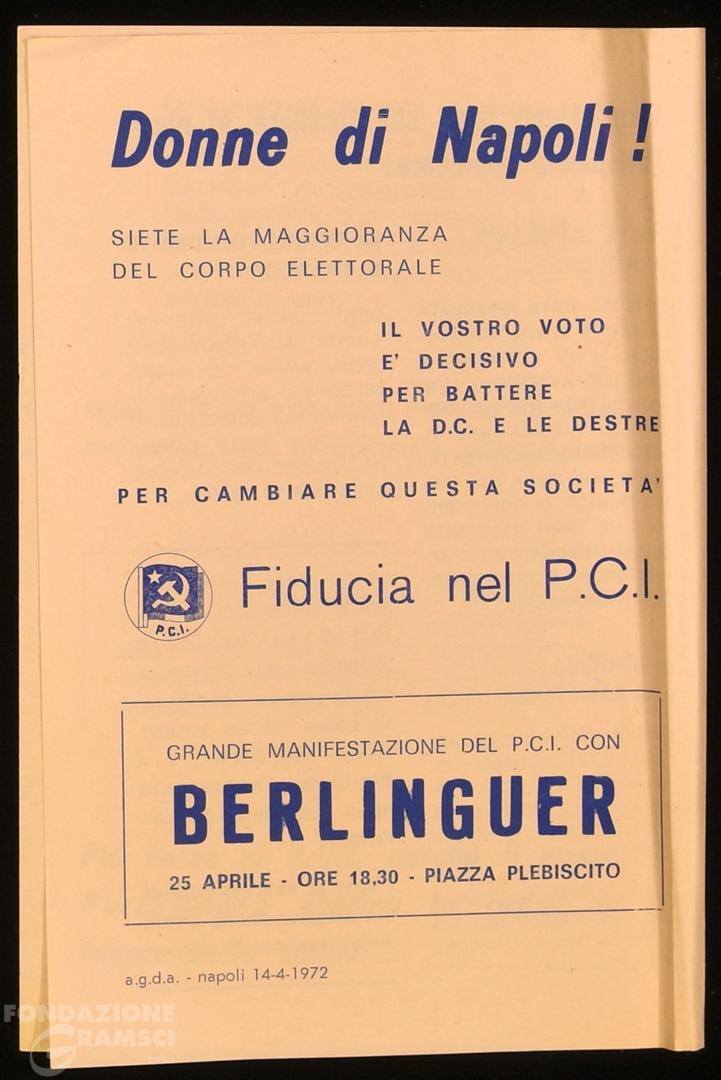 Donne di Napoli !
SIETE LA MAGGIORANZA
DEL CORPO ELETTORALE
IL VOSTRO VOTO
E' DECISIVO
PER BATTERE
LA D.C. E LE DESTRE
PER CAMBIARE QUESTA SOCIETA'
P.C.I.
Fiducia nel P.C.I.
GRANDE MANIFESTAZIONE DEL P.C.I. CON
BERLINGUER
25 APRILE - ORE 18,30 - PIAZZA PLEBISCITO
a.g.d.a. - napoli 14-4-1972
FONDAZIONE
GRAMSCI
onlus